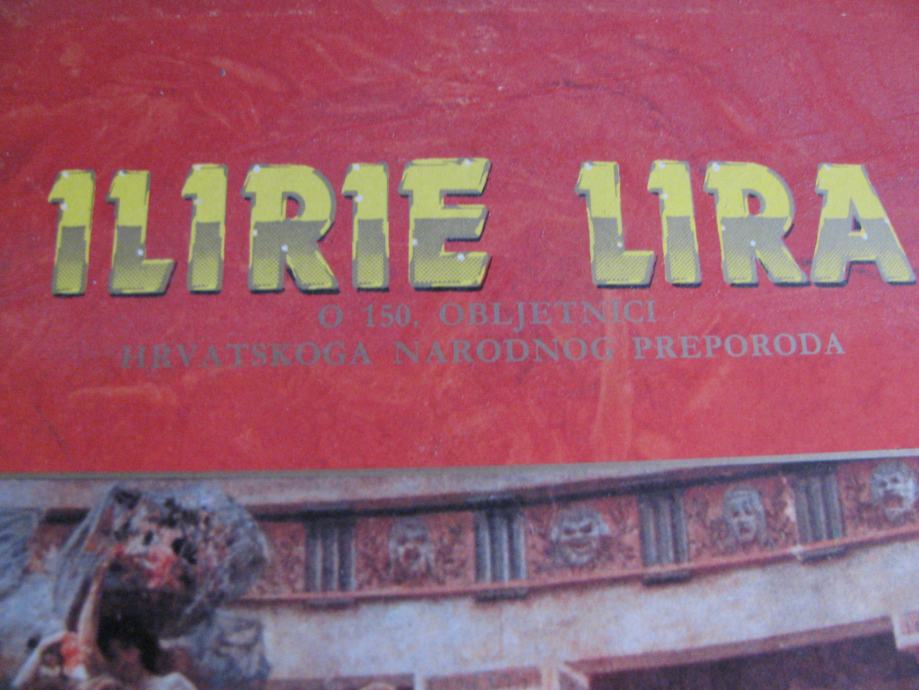 ILIRIE LIRA
O 150. OBLJETNICI
HRVATSKOGA NARODNOG PREPORODA